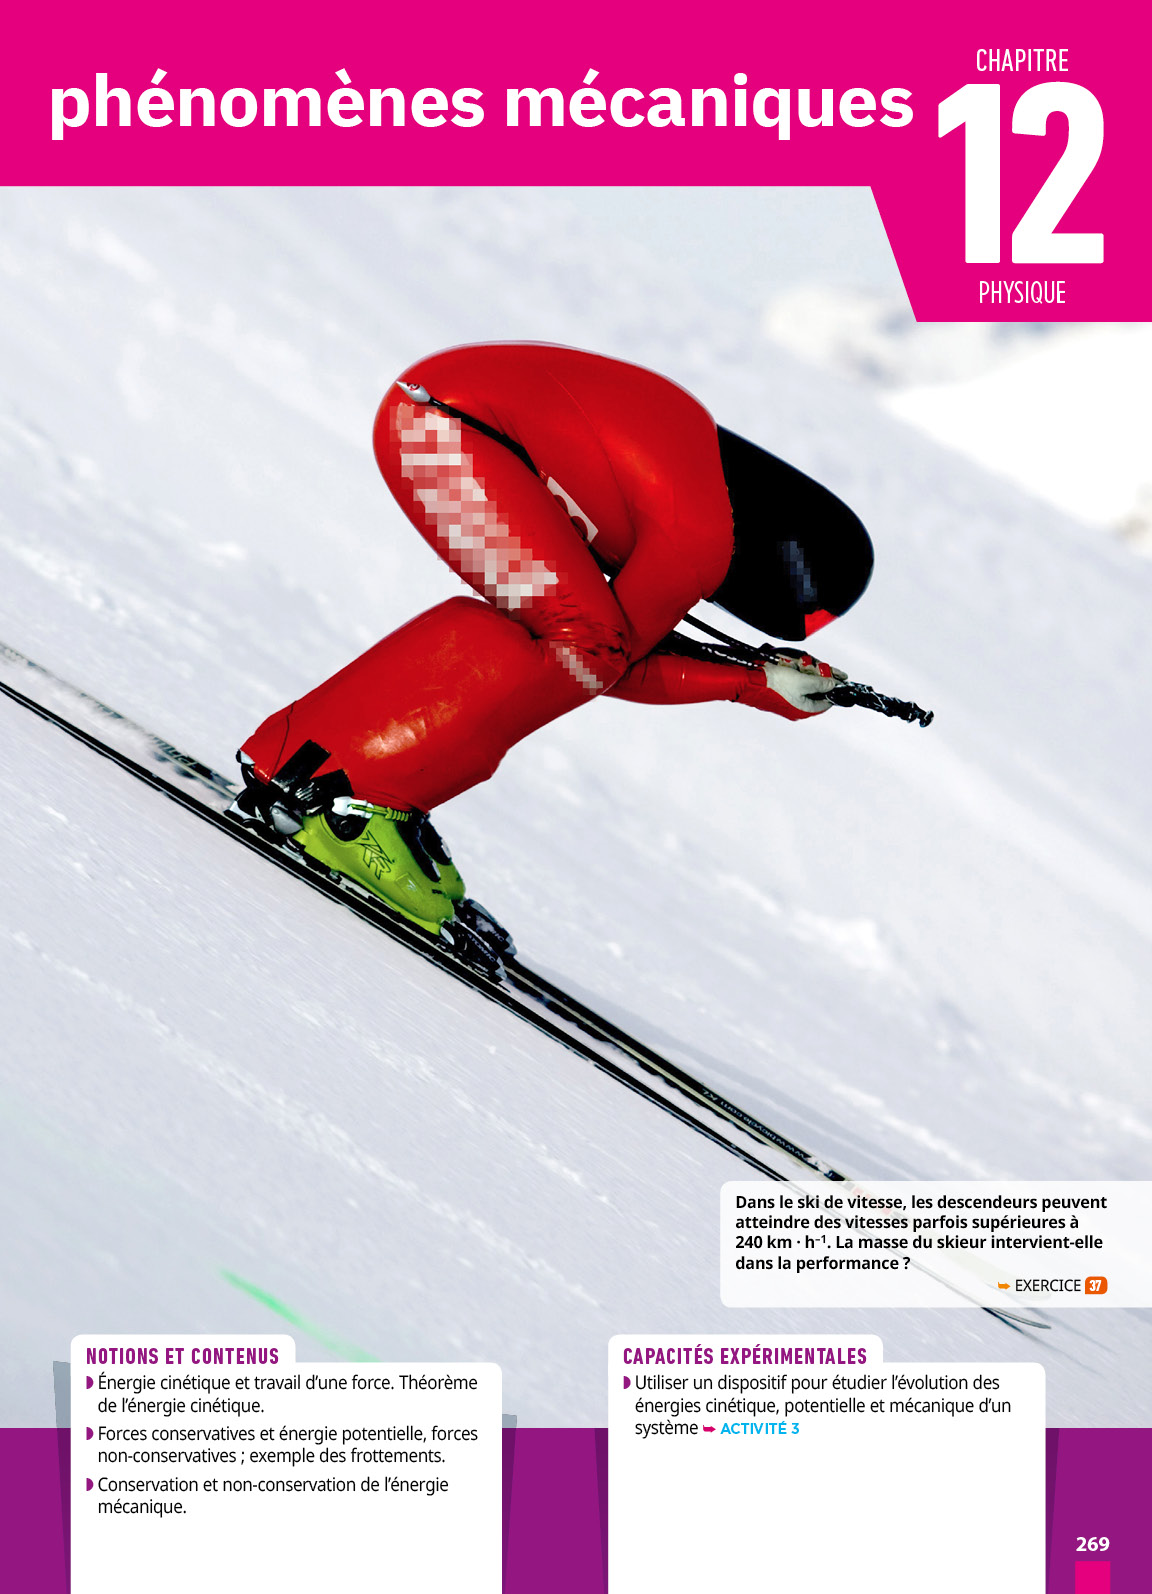 CHAPITRE
phénomènes mécaniques
12
PHYSIQUE
Dans le ski de vitesse, les descendeurs peuvent
atteindre des vitesses parfois supérieures à
240 km · h⁻¹. La masse du skieur intervient-elle
dans la performance ?
➥ EXERCICE 37
NOTIONS ET CONTENUS
Énergie cinétique et travail d’une force. Théorème
de l’énergie cinétique.
Forces conservatives et énergie potentielle, forces
non-conservatives ; exemple des frottements.
Conservation et non-conservation de l’énergie
mécanique.
CAPACITÉS EXPÉRIMENTALES
Utiliser un dispositif pour étudier l’évolution des
énergies cinétique, potentielle et mécanique d’un
système ➥ ACTIVITÉ 3
269